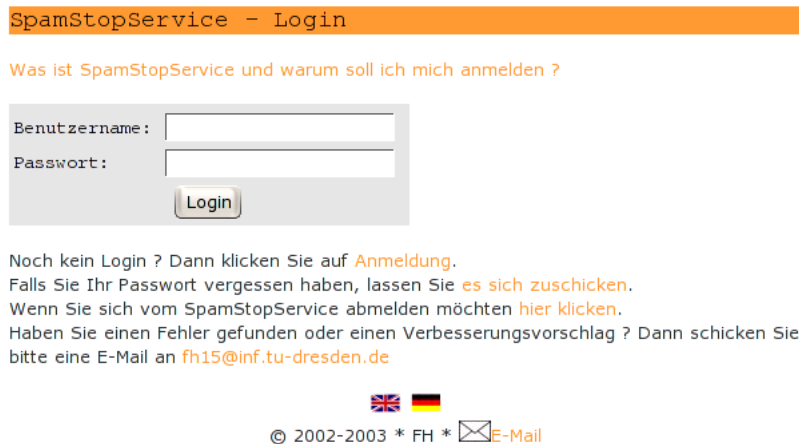 SpamStopService - Login
Was ist SpamStopService und warum soll ich mich anmelden ?
Benutzername:
Passwort:
Login
Noch kein Login ? Dann klicken Sie auf Anmeldung.
Falls Sie Ihr Passwort vergessen haben, lassen Sie es sich zuschicken.
Wenn Sie sich vom SpamStopService abmelden möchten hier klicken.
Haben Sie einen Fehler gefunden oder einen Verbesserungsvorschlag ? Dann schicken Sie
bitte eine E-Mail an fh15@inf.tu-dresden.de
© 2002-2003 * FH * E-Mail